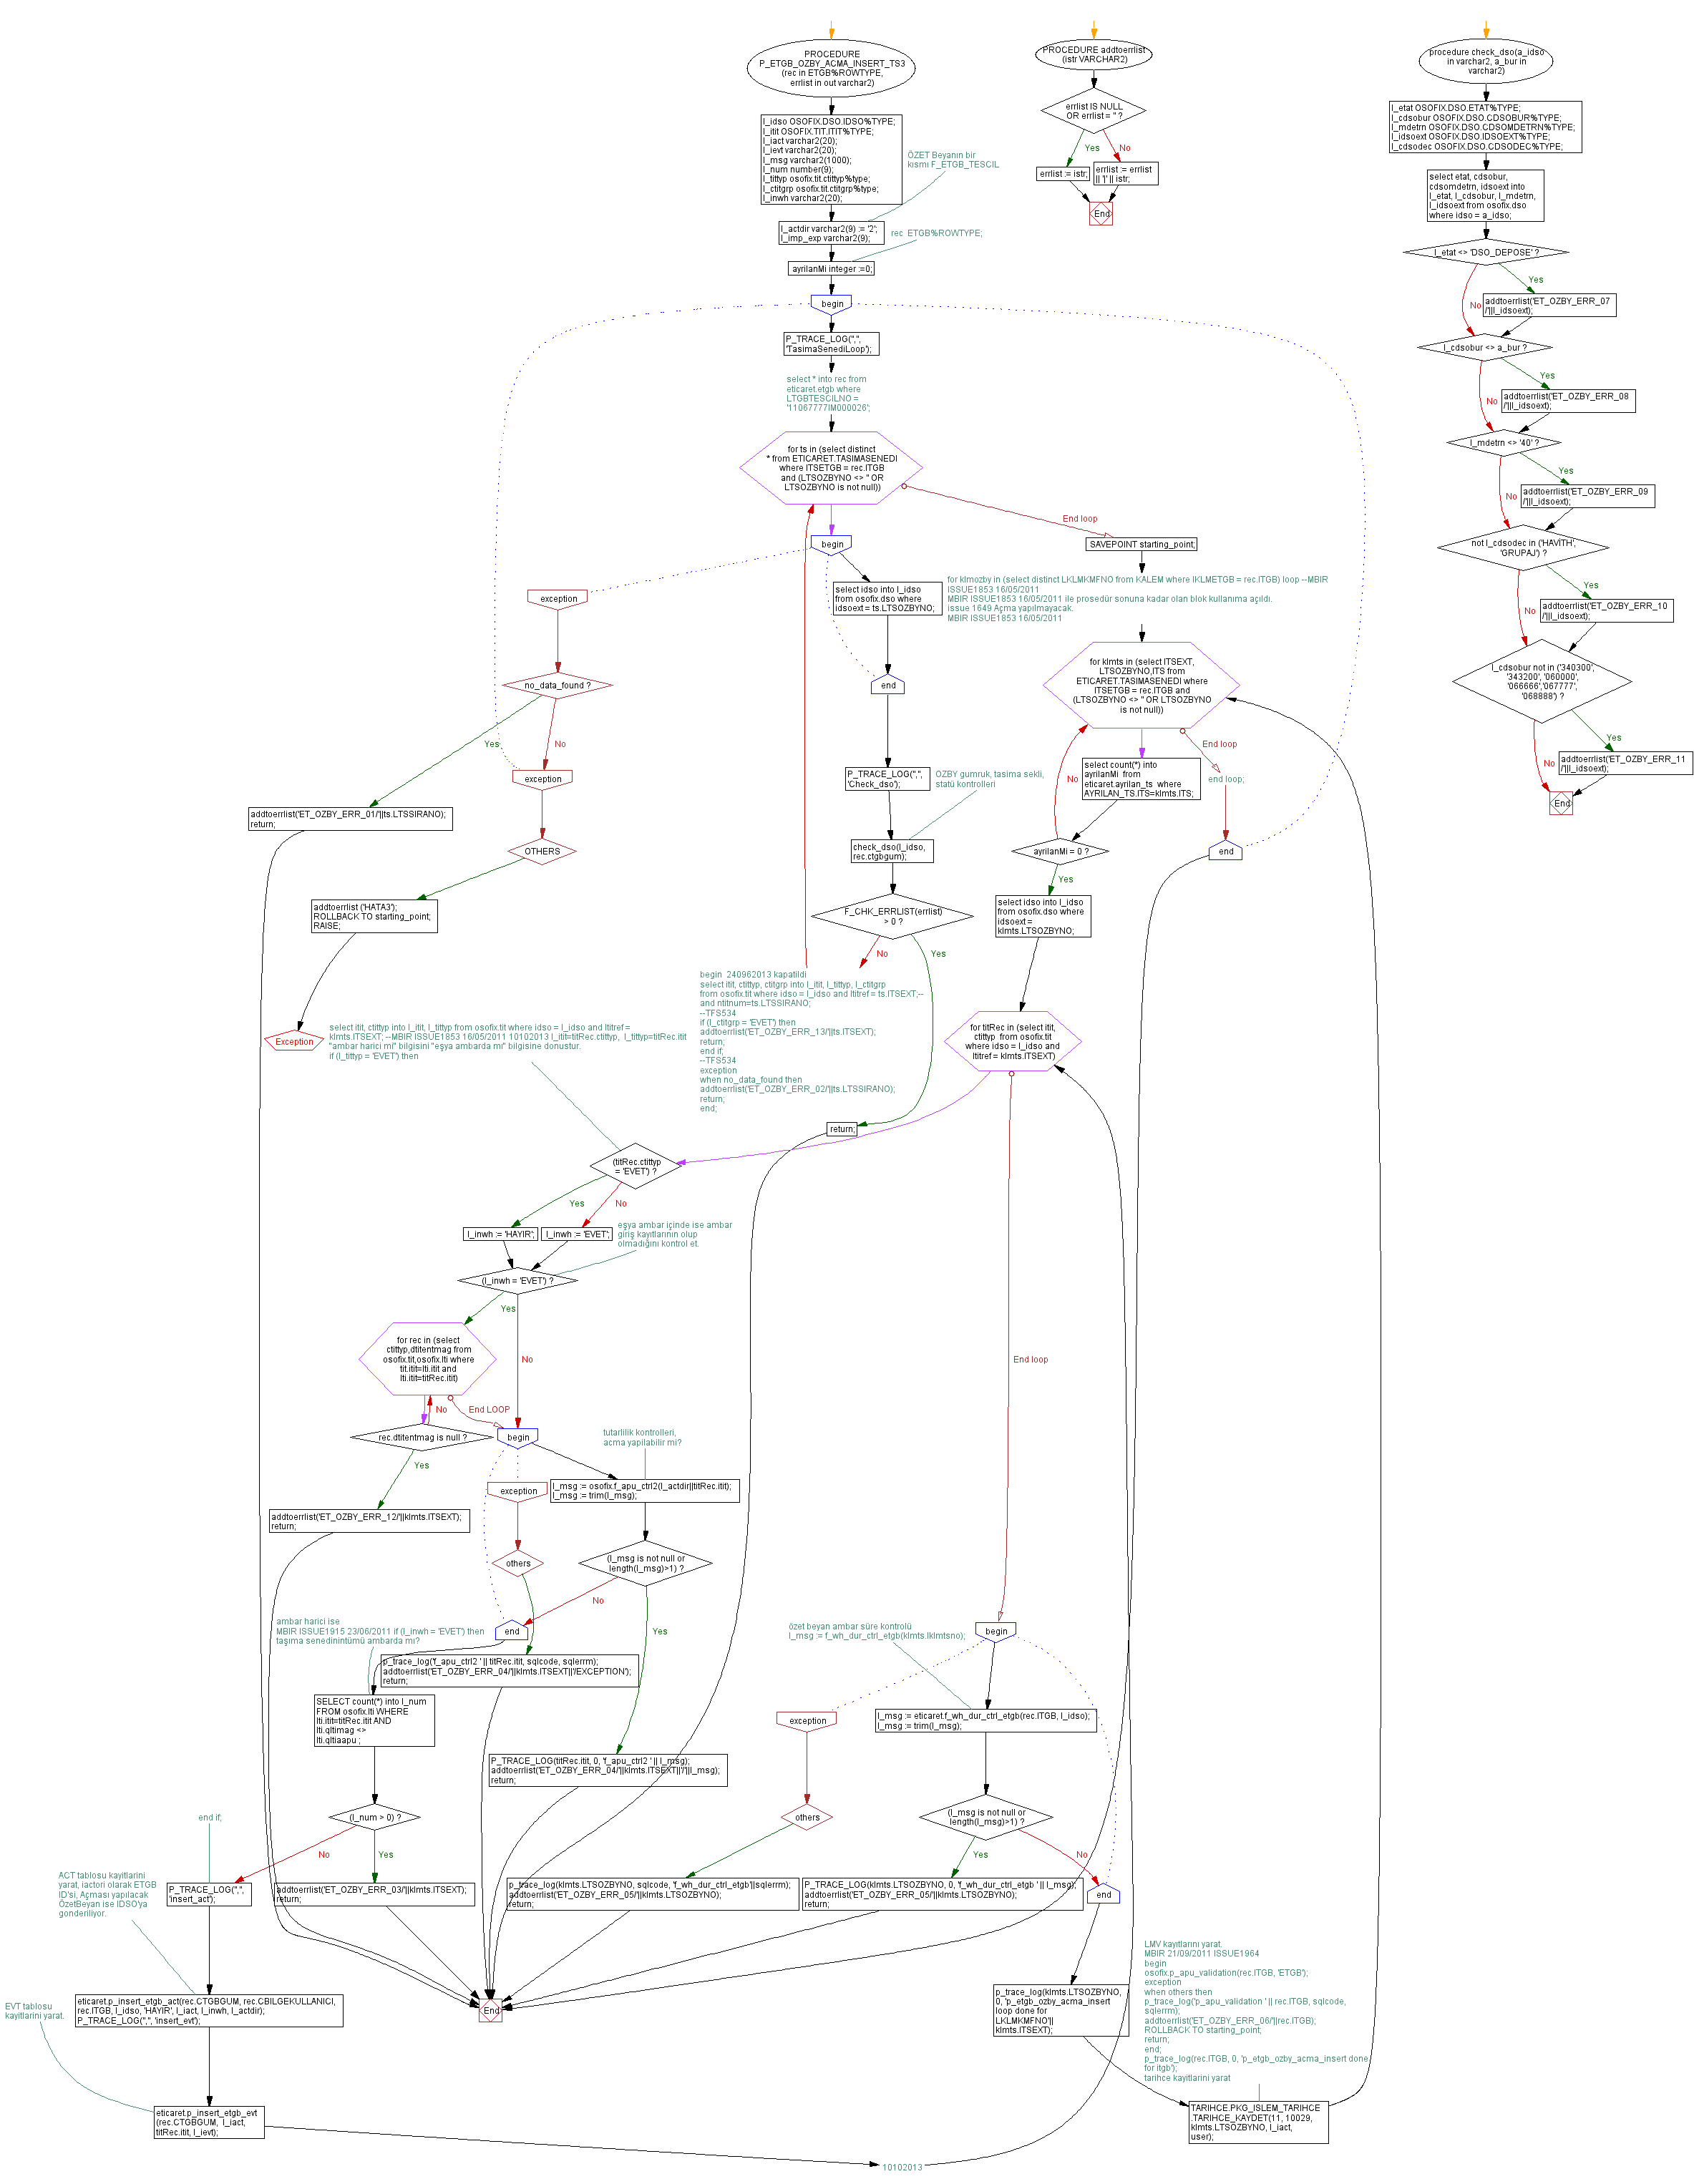 PROCEDURE
P_ETGB_OZBY_ACMA_INSERT_TS3
(rec in ETGB%ROWTYPE,
errlist in out varchar2)
l_idso OSOFIX.DSO.IDSO%TYPE;
l_itit OSOFIX.TIT.ITIT%TYPE;
l_iact varchar2(20);
l_ievt varchar2(20);
l_msg varchar2(1000);
l_num number(9);
l_tittyp osofix.tit.ctittyp%type;
l_ctitgrp osofix.tit.ctitgrp%type;
l_inwh varchar2(20);
ÖZET Beyanın bir
kısmı F_ETGB_TESCIL
l_actdir varchar2(9) := '2';
l_imp_exp varchar2(9);
rec ETGB%ROWTYPE;
ayrilanMi integer :=0;
begin
P_TRACE_LOG('','',
'TasimaSenediLoop');
select * into rec from
eticaret.etgb where
LTGBTESCILNO =
'11067777IM000026';
for ts in (select distinct
* from ETICARET.TASIMASENEDI
where ITSETGB = rec.ITGB
and (LTSOZBYNO <> '' OR
LTSOZBYNO is not null))
End loop
begin
select idso into l_idso
from osofix.dso where
idsoext = ts.LTSOZBYNO;
exception
no_data_found ?
Yes
No
addtoerrlist('ET_OZBY_ERR_01/'||ts.LTSSIRANO);
return;
exception
OTHERS
addtoerrlist ('HATA3');
ROLLBACK TO starting_point;
RAISE;
Exception
end
P_TRACE_LOG('','',
'Check_dso');
OZBY gumruk, tasima sekli,
statü kontrolleri
check_dso(l_idso,
rec.ctgbgum);
F_CHK_ERRLIST(errlist)
> 0 ?
No
Yes
begin 240962013 kapatildi
select itit, ctittyp, ctitgrp into l_itit, l_tittyp, l_ctitgrp
from osofix.tit where idso = l_idso and ltitref = ts.ITSEXT;--
and ntitnum=ts.LTSSIRANO;
--TFS534
if (l_ctitgrp = 'EVET') then
addtoerrlist('ET_OZBY_ERR_13/'||ts.ITSEXT);
return;
end if;
--TFS534
exception
when no_data_found then
addtoerrlist('ET_OZBY_ERR_02/'||ts.LTSSIRANO);
return;
end;
return;
SAVEPOINT starting_point;
for klmozby in (select distinct LKLMKMFNO from KALEM where IKLMETGB = rec.ITGB) loop --MBIR
ISSUE1853 16/05/2011
MBIR ISSUE1853 16/05/2011 ile prosedür sonuna kadar olan blok kullanıma açıldı.
issue 1649 Açma yapılmayacak.
MBIR ISSUE1853 16/05/2011
for klmts in (select ITSEXT,
LTSOZBYNO,ITS from
ETICARET.TASIMASENEDI where
ITSETGB = rec.ITGB and
(LTSOZBYNO <> '' OR LTSOZBYNO
is not null))
End loop
end loop;
end
select count(*) into
ayrilanMi from
eticaret.ayrilan_ts where
AYRILAN_TS.ITS=klmts.ITS;
No
ayrilanMi = 0 ?
Yes
select idso into l_idso
from osofix.dso where
idsoext =
klmts.LTSOZBYNO;
for titRec in (select itit,
ctittyp from osofix.tit
where idso = l_idso and
ltitref = klmts.ITSEXT)
select itit, ctittyp into l_itit, l_tittyp from osofix.tit where idso = l_idso and ltitref =
klmts.ITSEXT; --MBIR ISSUE1853 16/05/2011 10102013 l_itit=titRec.ctittyp, l_tittyp=titRec.itit
"ambar harici mi" bilgisini "eşya ambarda mı" bilgisine donustur.
if (l_tittyp = 'EVET') then
(titRec.ctittyp
= 'EVET') ?
Yes
No
l_inwh := 'HAYIR';
l_inwh := 'EVET';
eşya ambar içinde ise ambar
giriş kayıtlarının olup
olmadığını kontrol et.
(l_inwh = 'EVET') ?
Yes
No
for rec in (select
ctittyp,dtitentmag from
osofix.tit,osofix.lti where
tit.itit=lti.itit and
lti.itit=titRec.itit)
No
End LOOP
rec.dtitentmag is null ?
Yes
addtoerrlist('ET_OZBY_ERR_12/'||klmts.ITSEXT);
return;
begin
tutarlilik kontrolleri,
acma yapilabilir mi?
exception
l_msg := osofix.f_apu_ctrl2(l_actdir||titRec.itit);
l_msg := trim(l_msg);
others
(l_msg is not null or
length(l_msg)>1) ?
No
Yes
end
ambar harici ise
MBIR ISSUE1915 23/06/2011 if (l_inwh = 'EVET') then
taşıma senedinintümü ambarda mı?
p_trace_log('f_apu_ctrl2 ' || titRec.itit, sqlcode, sqlerrm);
addtoerrlist('ET_OZBY_ERR_04/'||klmts.ITSEXT||'/EXCEPTION');
return;
SELECT count(*) into l_num
FROM osofix.lti WHERE
lti.itit=titRec.itit AND
lti.qltimag <>
lti.qltiaapu ;
P_TRACE_LOG(titRec.itit, 0, 'f_apu_ctrl2 ' || l_msg);
addtoerrlist('ET_OZBY_ERR_04/'||klmts.ITSEXT||'/'||l_msg);
return;
(l_num > 0) ?
No
Yes
end if;
P_TRACE_LOG('','',
'insert_act');
addtoerrlist('ET_OZBY_ERR_03/'||klmts.ITSEXT);
return;
ACT tablosu kayitlarini
yarat, iactori olarak ETGB
ID'si, Açması yapılacak
ÖzetBeyan ise IDSO'ya
gonderiliyor.
eticaret.p_insert_etgb_act(rec.CTGBGUM, rec.CBILGEKULLANICI,
rec.ITGB, l_idso, 'HAYIR', l_iact, l_inwh, l_actdir);
P_TRACE_LOG('','', 'insert_evt');
EVT tablosu
kayitlarini yarat.
eticaret.p_insert_etgb_evt
(rec.CTGBGUM, l_iact,
titRec.itit, l_ievt);
10102013
End loop
begin
özet beyan ambar süre kontrolü
l_msg := f_wh_dur_ctrl_etgb(klmts.lklmtsno);
exception
l_msg := eticaret.f_wh_dur_ctrl_etgb(rec.ITGB, l_idso);
l_msg := trim(l_msg);
others
(l_msg is not null or
length(l_msg)>1) ?
Yes
No
p_trace_log(klmts.LTSOZBYNO, sqlcode, 'f_wh_dur_ctrl_etgb'||sqlerrm);
addtoerrlist('ET_OZBY_ERR_05/'||klmts.LTSOZBYNO);
return;
P_TRACE_LOG(klmts.LTSOZBYNO, 0, 'f_wh_dur_ctrl_etgb ' || l_msg);
addtoerrlist('ET_OZBY_ERR_05/'||klmts.LTSOZBYNO);
return;
end
End
p_trace_log(klmts.LTSOZBYNO,
0, 'p_etgb_ozby_acma_insert
loop done for
LKLMKMFNO'||
klmts.ITSEXT);
LMV kayıtlarını yarat.
MBIR 21/09/2011 ISSUE1964
begin
osofix.p_apu_validation(rec.ITGB, 'ETGB');
exception
when others then
p_trace_log('p_apu_validation ' || rec.ITGB, sqlcode,
sqlerrm);
addtoerrlist('ET_OZBY_ERR_06/'||rec.ITGB);
ROLLBACK TO starting_point;
return;
end;
p_trace_log(rec.ITGB, 0, 'p_etgb_ozby_acma_insert done
for itgb');
tarihce kayitlarini yarat
TARIHCE.PKG_ISLEM_TARIHCE
.TARIHCE_KAYDET(11, 10029,
klmts.LTSOZBYNO, l_iact,
user);
PROCEDURE addtoerrlist
(istr VARCHAR2)
errlist IS NULL
OR errlist = '' ?
Yes
No
errlist := istr;
errlist := errlist
|| '|' || istr;
End
procedure check_dso(a_idso
in varchar2, a_bur in
varchar2)
l_etat OSOFIX.DSO.ETAT%TYPE;
l_cdsobur OSOFIX.DSO.CDSOBUR%TYPE;
l_mdetrn OSOFIX.DSO.CDSOMDETRN%TYPE;
l_idsoext OSOFIX.DSO.IDSOEXT%TYPE;
l_cdsodec OSOFIX.DSO.CDSODEC%TYPE;
select etat, cdsobur,
cdsomdetrn, idsoext into
l_etat, l_cdsobur, l_mdetrn,
l_idsoext from osofix.dso
where idso = a_idso;
l_etat <> 'DSO_DEPOSE' ?
Yes
No
addtoerrlist('ET_OZBY_ERR_07
/'||l_idsoext);
l_cdsobur <> a_bur ?
Yes
No
addtoerrlist('ET_OZBY_ERR_08
/'||l_idsoext);
l_mdetrn <> '40' ?
Yes
No
addtoerrlist('ET_OZBY_ERR_09
/'||l_idsoext);
not l_cdsodec in ('HAVİTH',
'GRUPAJ') ?
Yes
No
addtoerrlist('ET_OZBY_ERR_10
/'||l_idsoext);
l_cdsobur not in ('340300',
'343200', '060000',
'066666','067777',
'068888') ?
Yes
No
addtoerrlist('ET_OZBY_ERR_11
/'||l_idsoext);
End